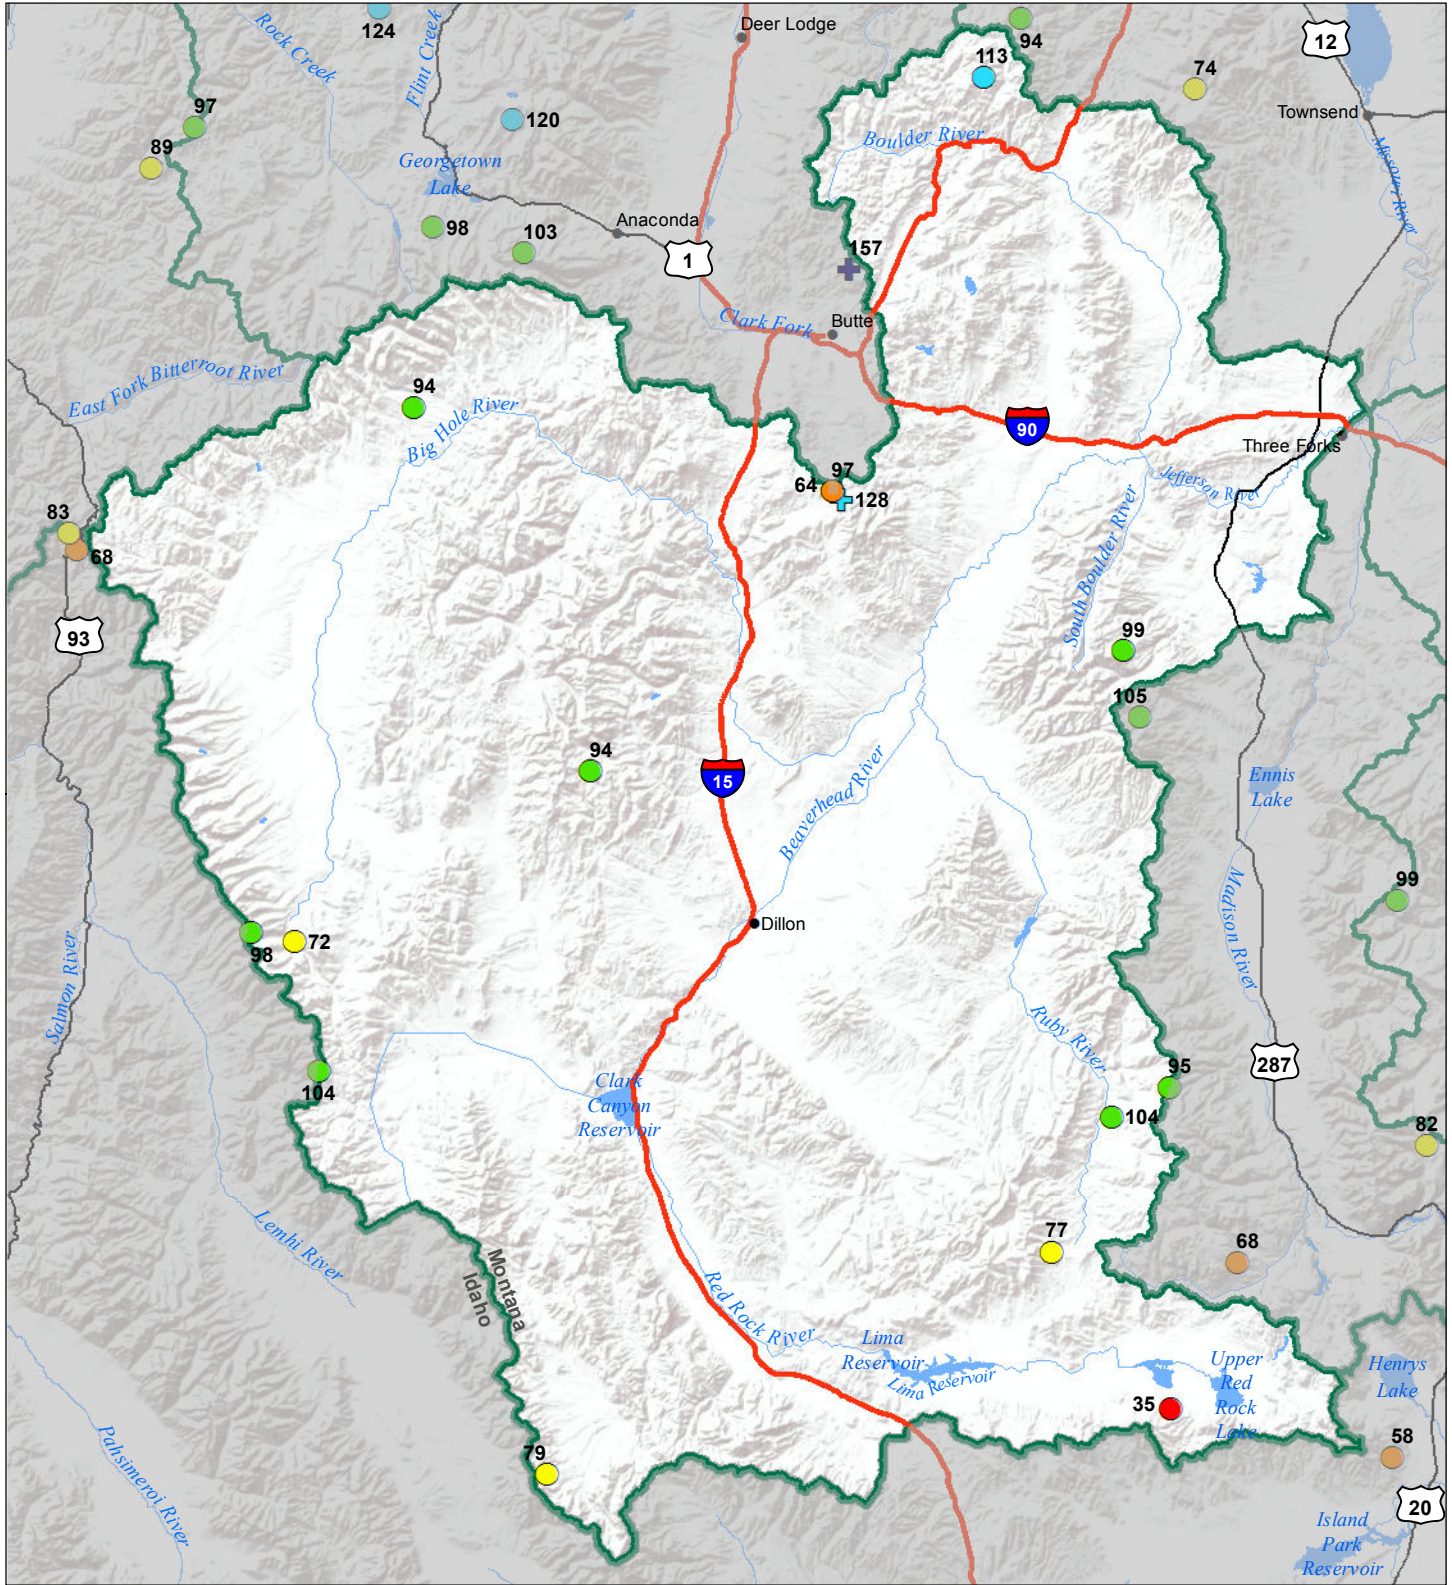 124
Rock Creek
Flint Creek
Deer Lodge
94
113
12
74
Townsend
97
120
Boulder River
Missouri River
89
Georgetown
Lake
98
103
Anaconda
1
157
Clark Fork
Butte
East Fork Bitterroot River
94
Big Hole River
90
Three Forks
97
64
128
Jefferson River
83
68
South Boulder River
93
99
105
94
15
Beaverhead River
Ennis
Lake
99
Madison River
98
72
Dillon
Salmon River
Ruby River
287
104
Clark
Canyon
Reservoir
95
104
82
Lemhi River
77
68
Montana
Idaho
Red Rock River
Lima
Reservoir
Lima Reservoir
Upper
Red
Rock
Lake
Henrys
Lake
35
79
58
Pahsimeroi River
20
Island
Park
Reservoir